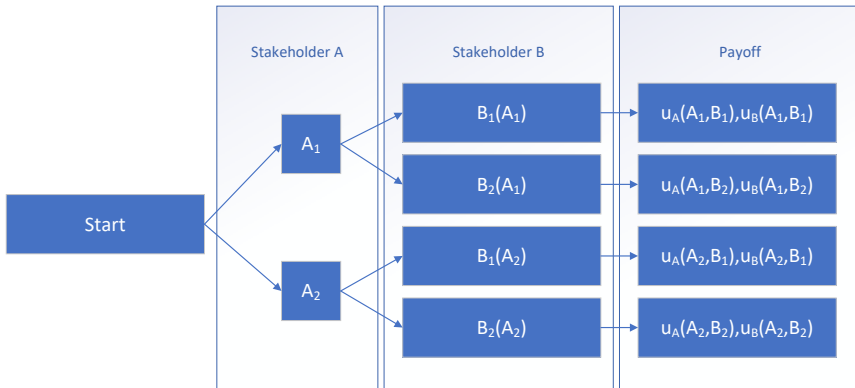 Stakeholder A
Stakeholder B
Payoff
Start
A₁
A₂
B₁(A₁)
B₂(A₁)
B₁(A₂)
B₂(A₂)
u_A(A₁,B₁),u_B(A₁,B₁)
u_A(A₁,B₂),u_B(A₁,B₂)
u_A(A₂,B₁),u_B(A₂,B₁)
u_A(A₂,B₂),u_B(A₂,B₂)